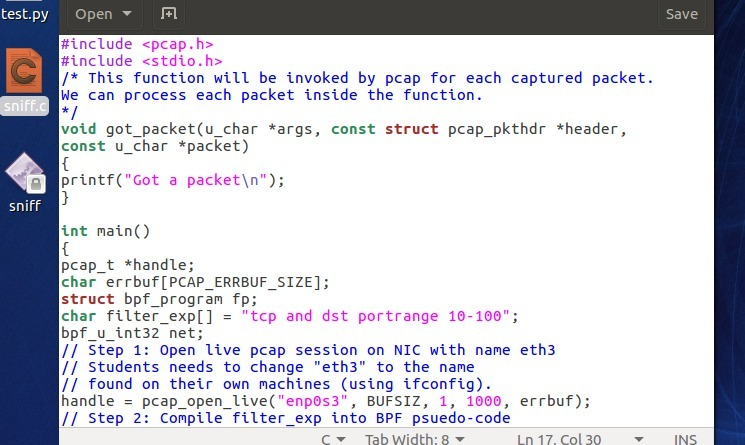 test.py
Open
Save
#include <pcap.h>
#include <stdio.h>
/* This function will be invoked by pcap for each captured packet.
We can process each packet inside the function.
*/
void got_packet(u_char *args, const struct pcap_pkthdr *header,
const u_char *packet)
{
printf("Got a packet\n");
}
int main()
{
pcap_t *handle;
char errbuf[PCAP_ERRBUF_SIZE];
struct bpf_program fp;
char filter_exp[] = "tcp and dst portrange 10-100";
bpf_u_int32 net;
// Step 1: Open live pcap session on NIC with name eth3
// Students needs to change "eth3" to the name
// found on their own machines (using ifconfig).
handle = pcap_open_live("enp0s3", BUFSIZ, 1, 1000, errbuf);
// Step 2: Compile filter_exp into BPF psuedo-code
sniff.c
sniff
C
Tab Width: 8
Ln 17, Col 30
INS